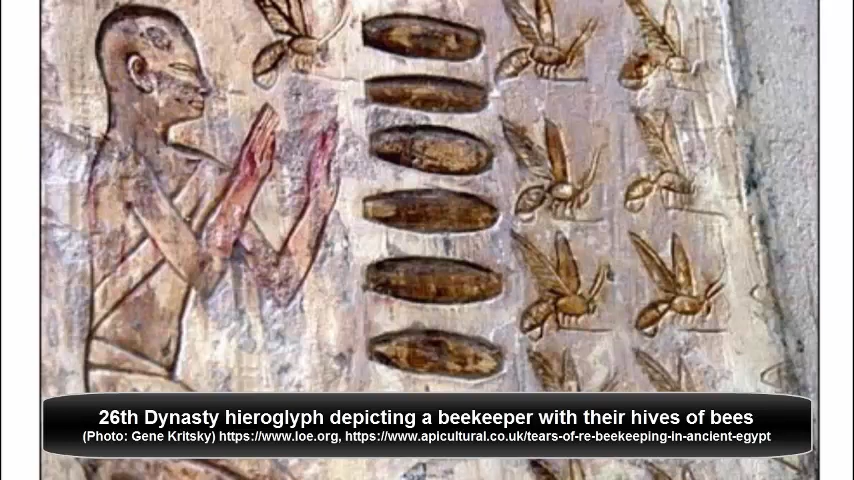 26th Dynasty hieroglyph depicting a beekeeper with their hives of bees
(Photo: Gene Kritsky) https://www.loe.org, https://www.apicultural.co.uk/tears-of-re-beekeeping-in-ancient-egypt